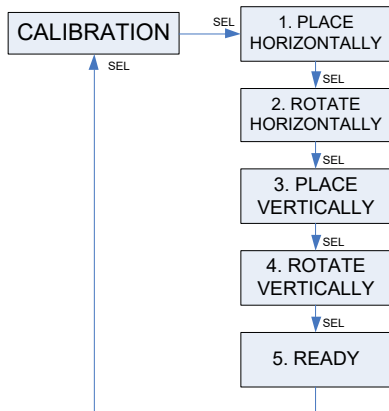 CALIBRATION
SEL
1. PLACE
HORIZONTALLY
SEL
2. ROTATE
HORIZONTALLY
SEL
3. PLACE
VERTICALLY
SEL
4. ROTATE
VERTICALLY
SEL
5. READY
SEL